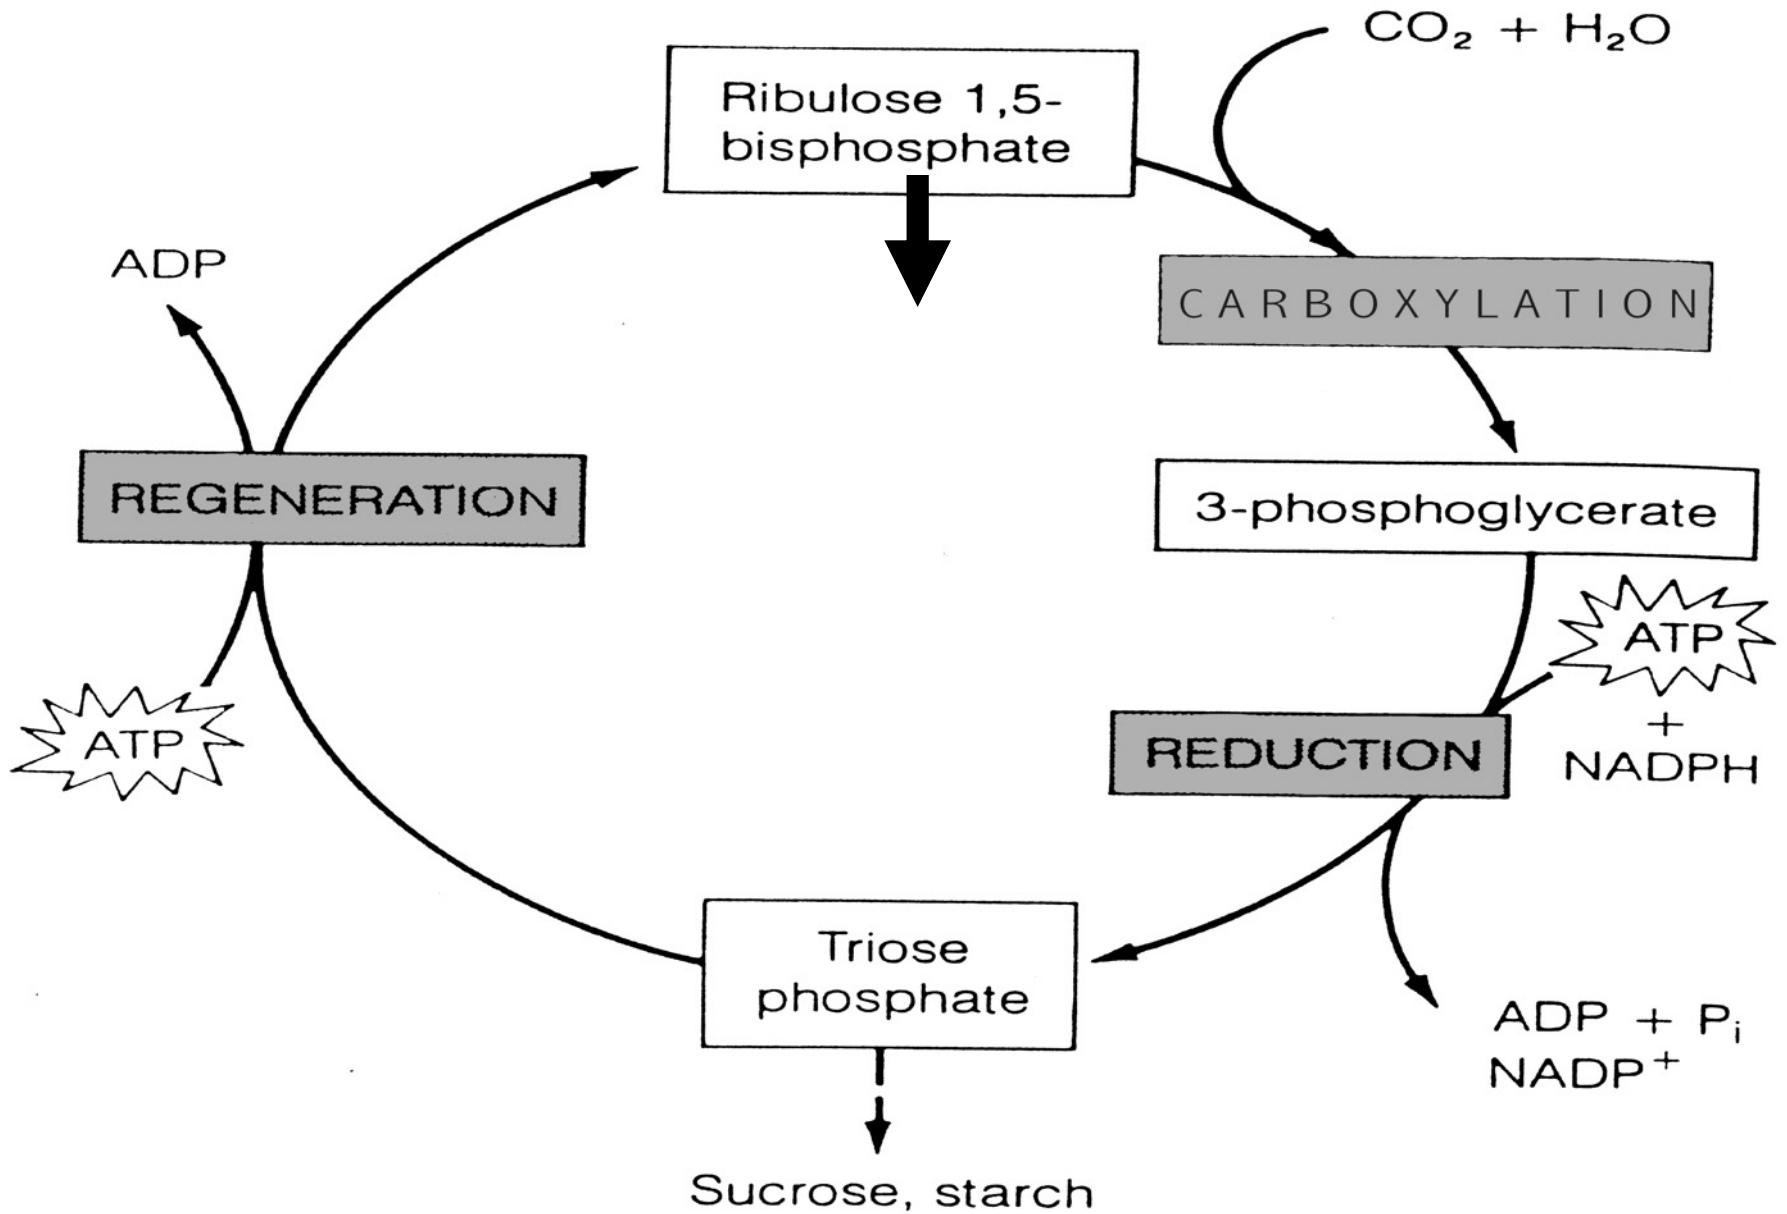 CO₂ + H₂O
Ribulose 1,5-
bisphosphate
CARBOXYLATION
ADP
REGENERATION
3-phosphoglycerate
ATP
+
NADPH
REDUCTION
ATP
Triose
phosphate
ADP + Pᵢ
NADP⁺
Sucrose, starch